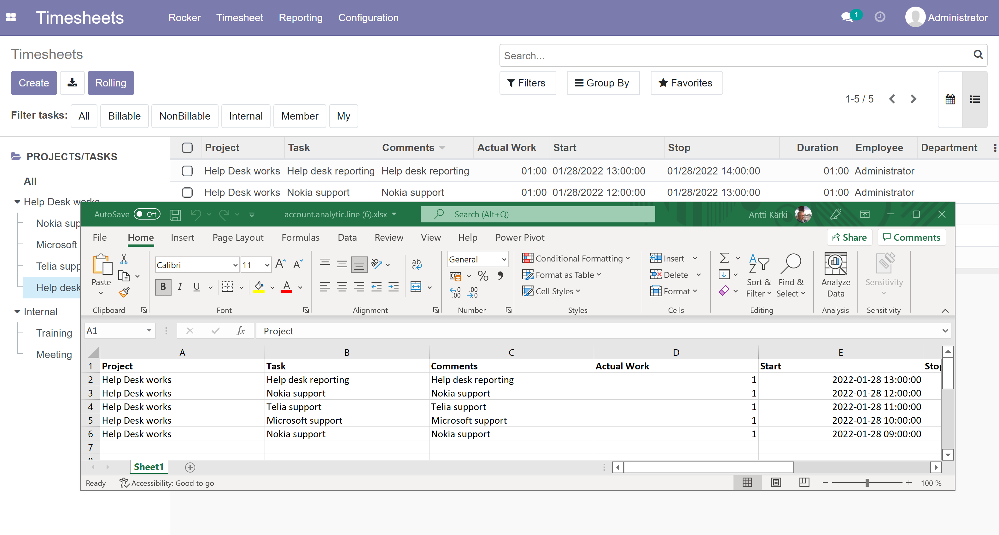 Timesheets Rocker Timesheet Reporting Configuration 1 Administrator
Timesheets
Search...
Create Rolling Filters Group By Favorites
1-5 / 5
Filter tasks: All Billable NonBillable Internal Member My
PROJECTS/TASKS
Project Task Comments Actual Work Start Stop Duration Employee Department
Help Desk works Help desk reporting Help desk reporting 01:00 01/28/2022 13:00:00 01/28/2022 14:00:00 01:00 Administrator
All
Help Desk works Nokia support Nokia support 01:00 01/28/2022 12:00:00 01/28/2022 13:00:00 01:00 Administrator
Help Desk works
Nokia sup
Microsoft
Telia supp
Help desk
Internal
Training
Meeting
AutoSave Off account.analytic.line (6).xlsx Search (Alt+Q) Antti Kärki
File Home Insert Page Layout Formulas Data Review View Help Power Pivot Share Comments
Paste
Calibri 11
B I U A
ab
c
General
%
Conditional Formatting
Format as Table
Cell Styles
Insert
Delete
Format
Sort &
Filter
Find &
Select
Analyze
Data
Sensitivity
Clipboard Font Alignment Number Styles Cells Editing Analysis Sensitivity
A1 fx Project
A B C D E
1 Project Task Comments Actual Work Start Stop
2 Help Desk works Help desk reporting Help desk reporting 1 2022-01-28 13:00:00
3 Help Desk works Nokia support Nokia support 1 2022-01-28 12:00:00
4 Help Desk works Telia support Telia support 1 2022-01-28 11:00:00
5 Help Desk works Microsoft support Microsoft support 1 2022-01-28 10:00:00
6 Help Desk works Nokia support Nokia support 1 2022-01-28 09:00:00
7
Sheet1
Ready Accessibility: Good to go 100 %